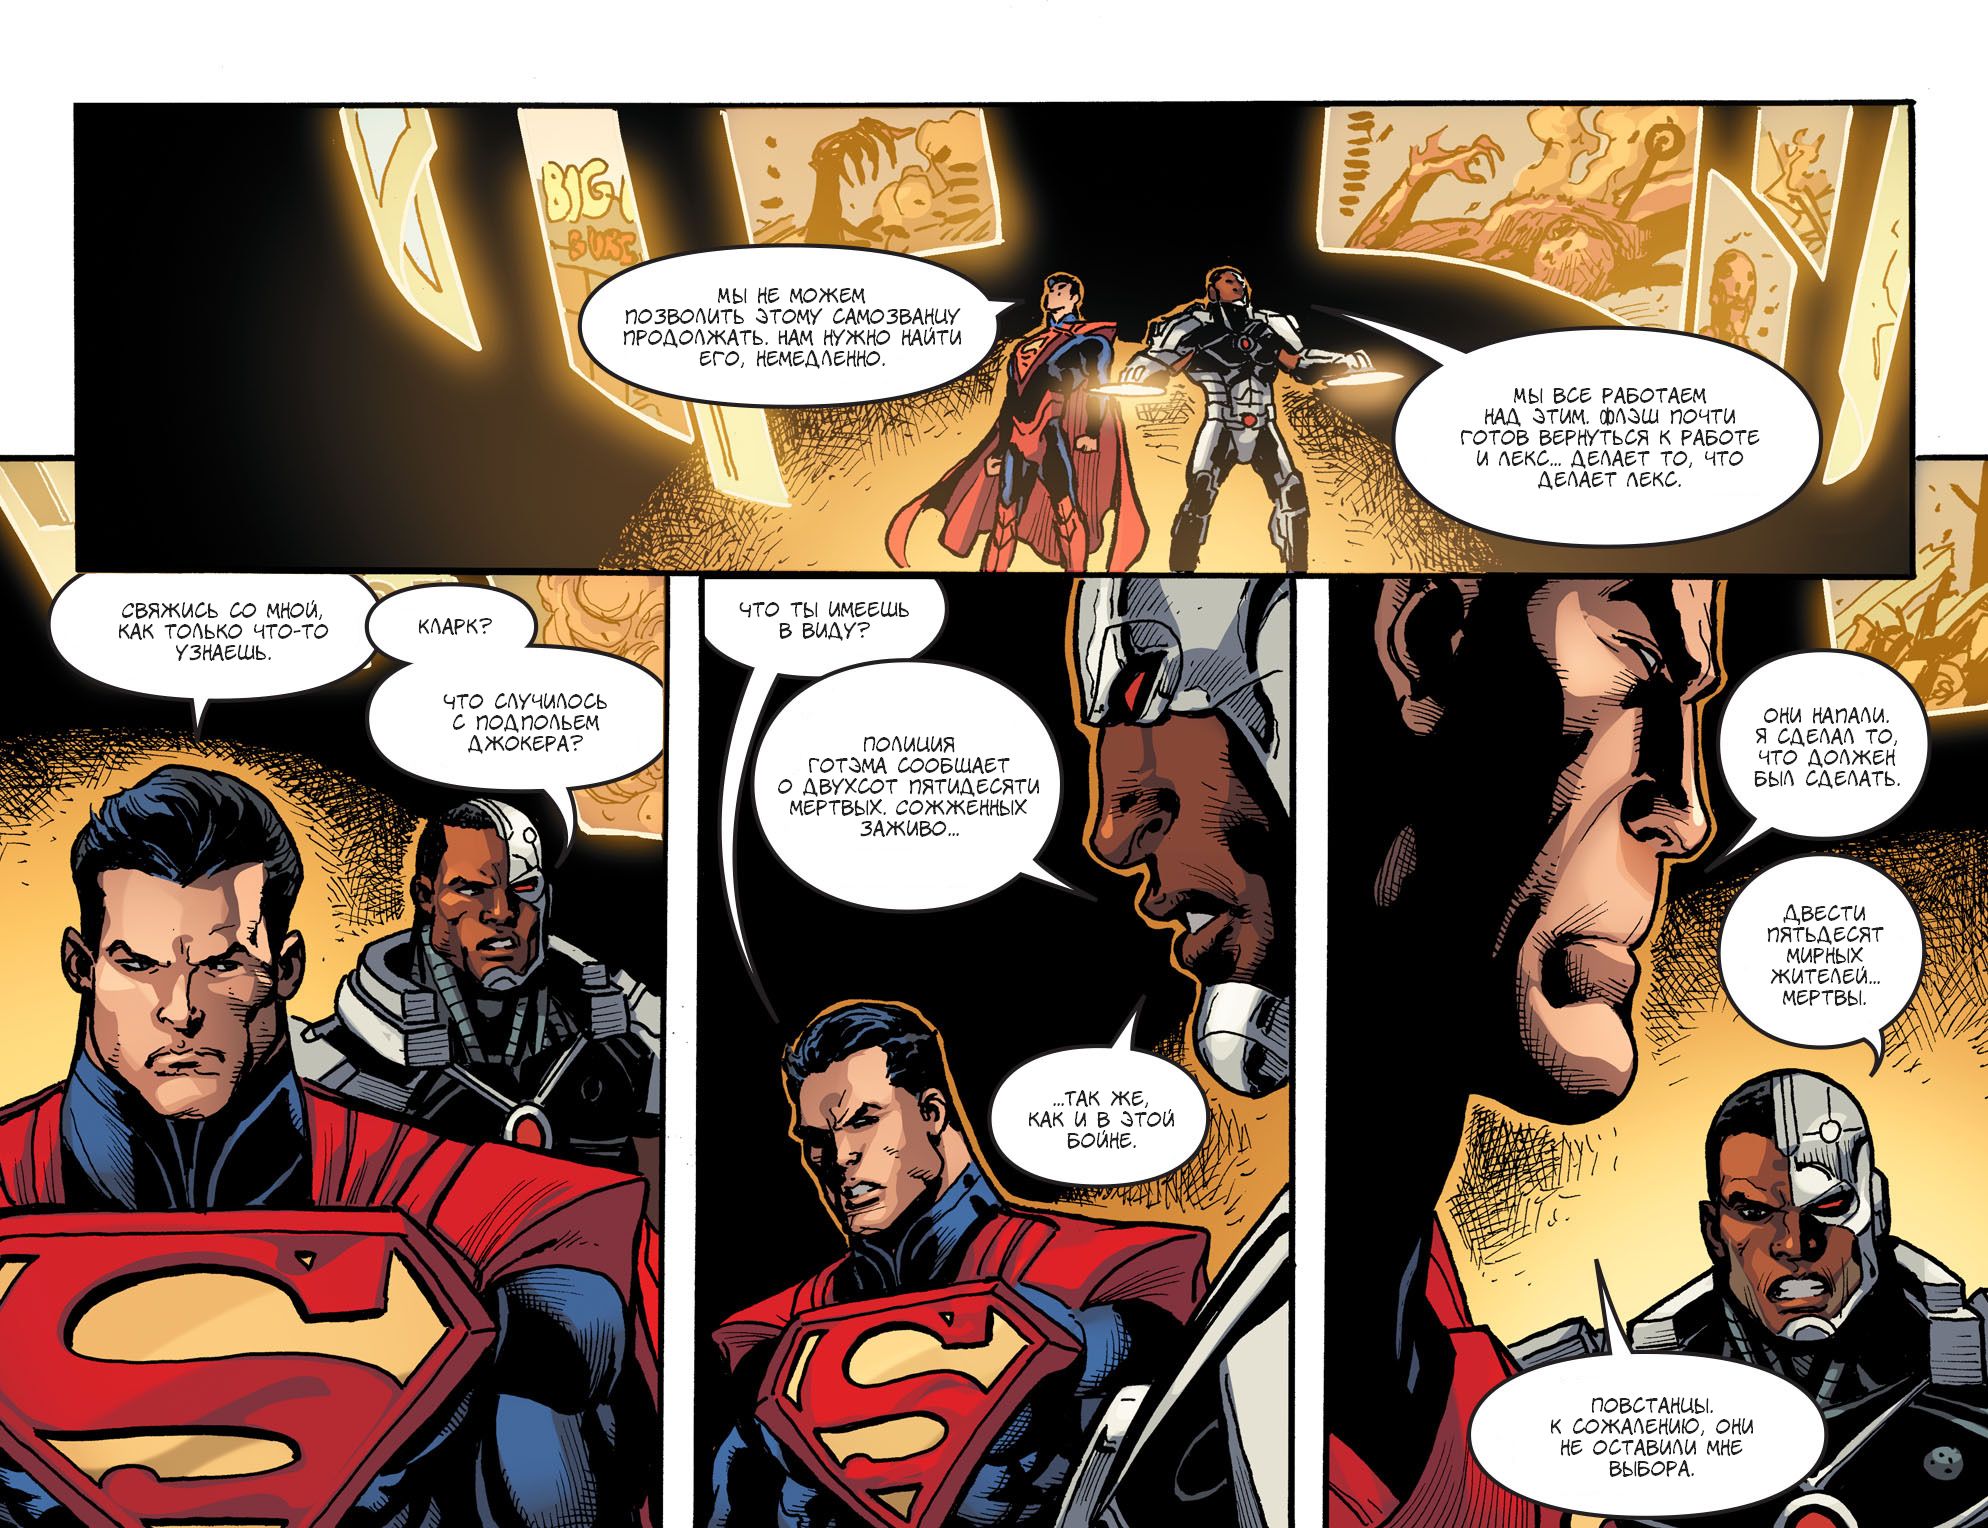 BIG-
МЫ НЕ МОЖЕМ
ПОЗВОЛИТЬ ЭТОМУ САМОЗВАНЦУ
ПРОДОЛЖАТЬ. НАМ НУЖНО НАЙТИ
ЕГО, НЕМЕДЛЕННО.
МЫ ВСЕ РАБОТАЕМ
НАД ЭТИМ. ФЛЭШ ПОЧТИ
ГОТОВ ВЕРНУТЬСЯ К РАБОТЕ
И ЛЕКС... ДЕЛАЕТ ТО, ЧТО
ДЕЛАЕТ ЛЕКС.
СВЯЖИСЬ СО МНОЙ,
КАК ТОЛЬКО ЧТО-ТО
УЗНАЕШЬ.
КЛАРК?
ЧТО СЛУЧИЛОСЬ
С ПОДПОЛЬЕМ
ДЖОКЕРА?
ЧТО ТЫ ИМЕЕШЬ
В ВИДУ?
ПОЛИЦИЯ
ГОТЭМА СООБЩАЕТ
О ДВУХСОТ ПЯТИДЕСЯТИ
МЕРТВЫХ. СОЖЖЕННЫХ
ЗАЖИВО...
...ТАК ЖЕ,
КАК И В ЭТОЙ
БОЙНЕ.
ОНИ НАПАЛИ.
Я СДЕЛАЛ ТО,
ЧТО ДОЛЖЕН
БЫЛ СДЕЛАТЬ.
ДВЕСТИ
ПЯТЬДЕСЯТ
МИРНЫХ
ЖИТЕЛЕЙ...
МЕРТВЫ.
ПОВСТАНЦЫ.
К СОЖАЛЕНИЮ, ОНИ
НЕ ОСТАВИЛИ МНЕ
ВЫБОРА.